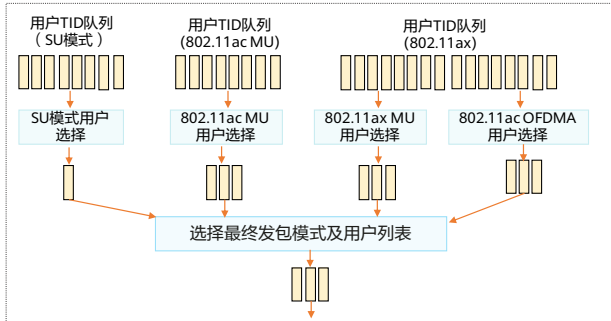 用户TID队列
（SU模式）
用户TID队列
(802.11ac MU)
用户TID队列
(802.11ax)
SU模式用户
选择
802.11ac MU
用户选择
802.11ax MU
用户选择
802.11ac OFDMA
用户选择
选择最终发包模式及用户列表